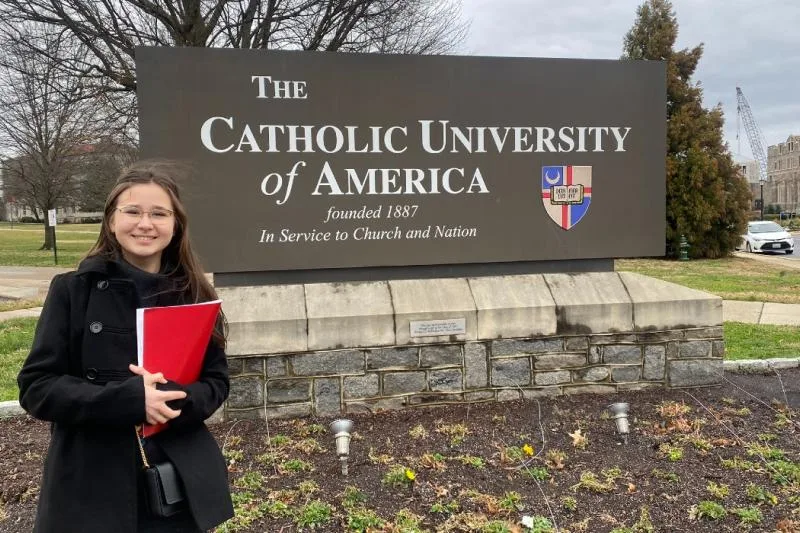 The
Catholic University
of America
founded 1887
In Service to Church and Nation